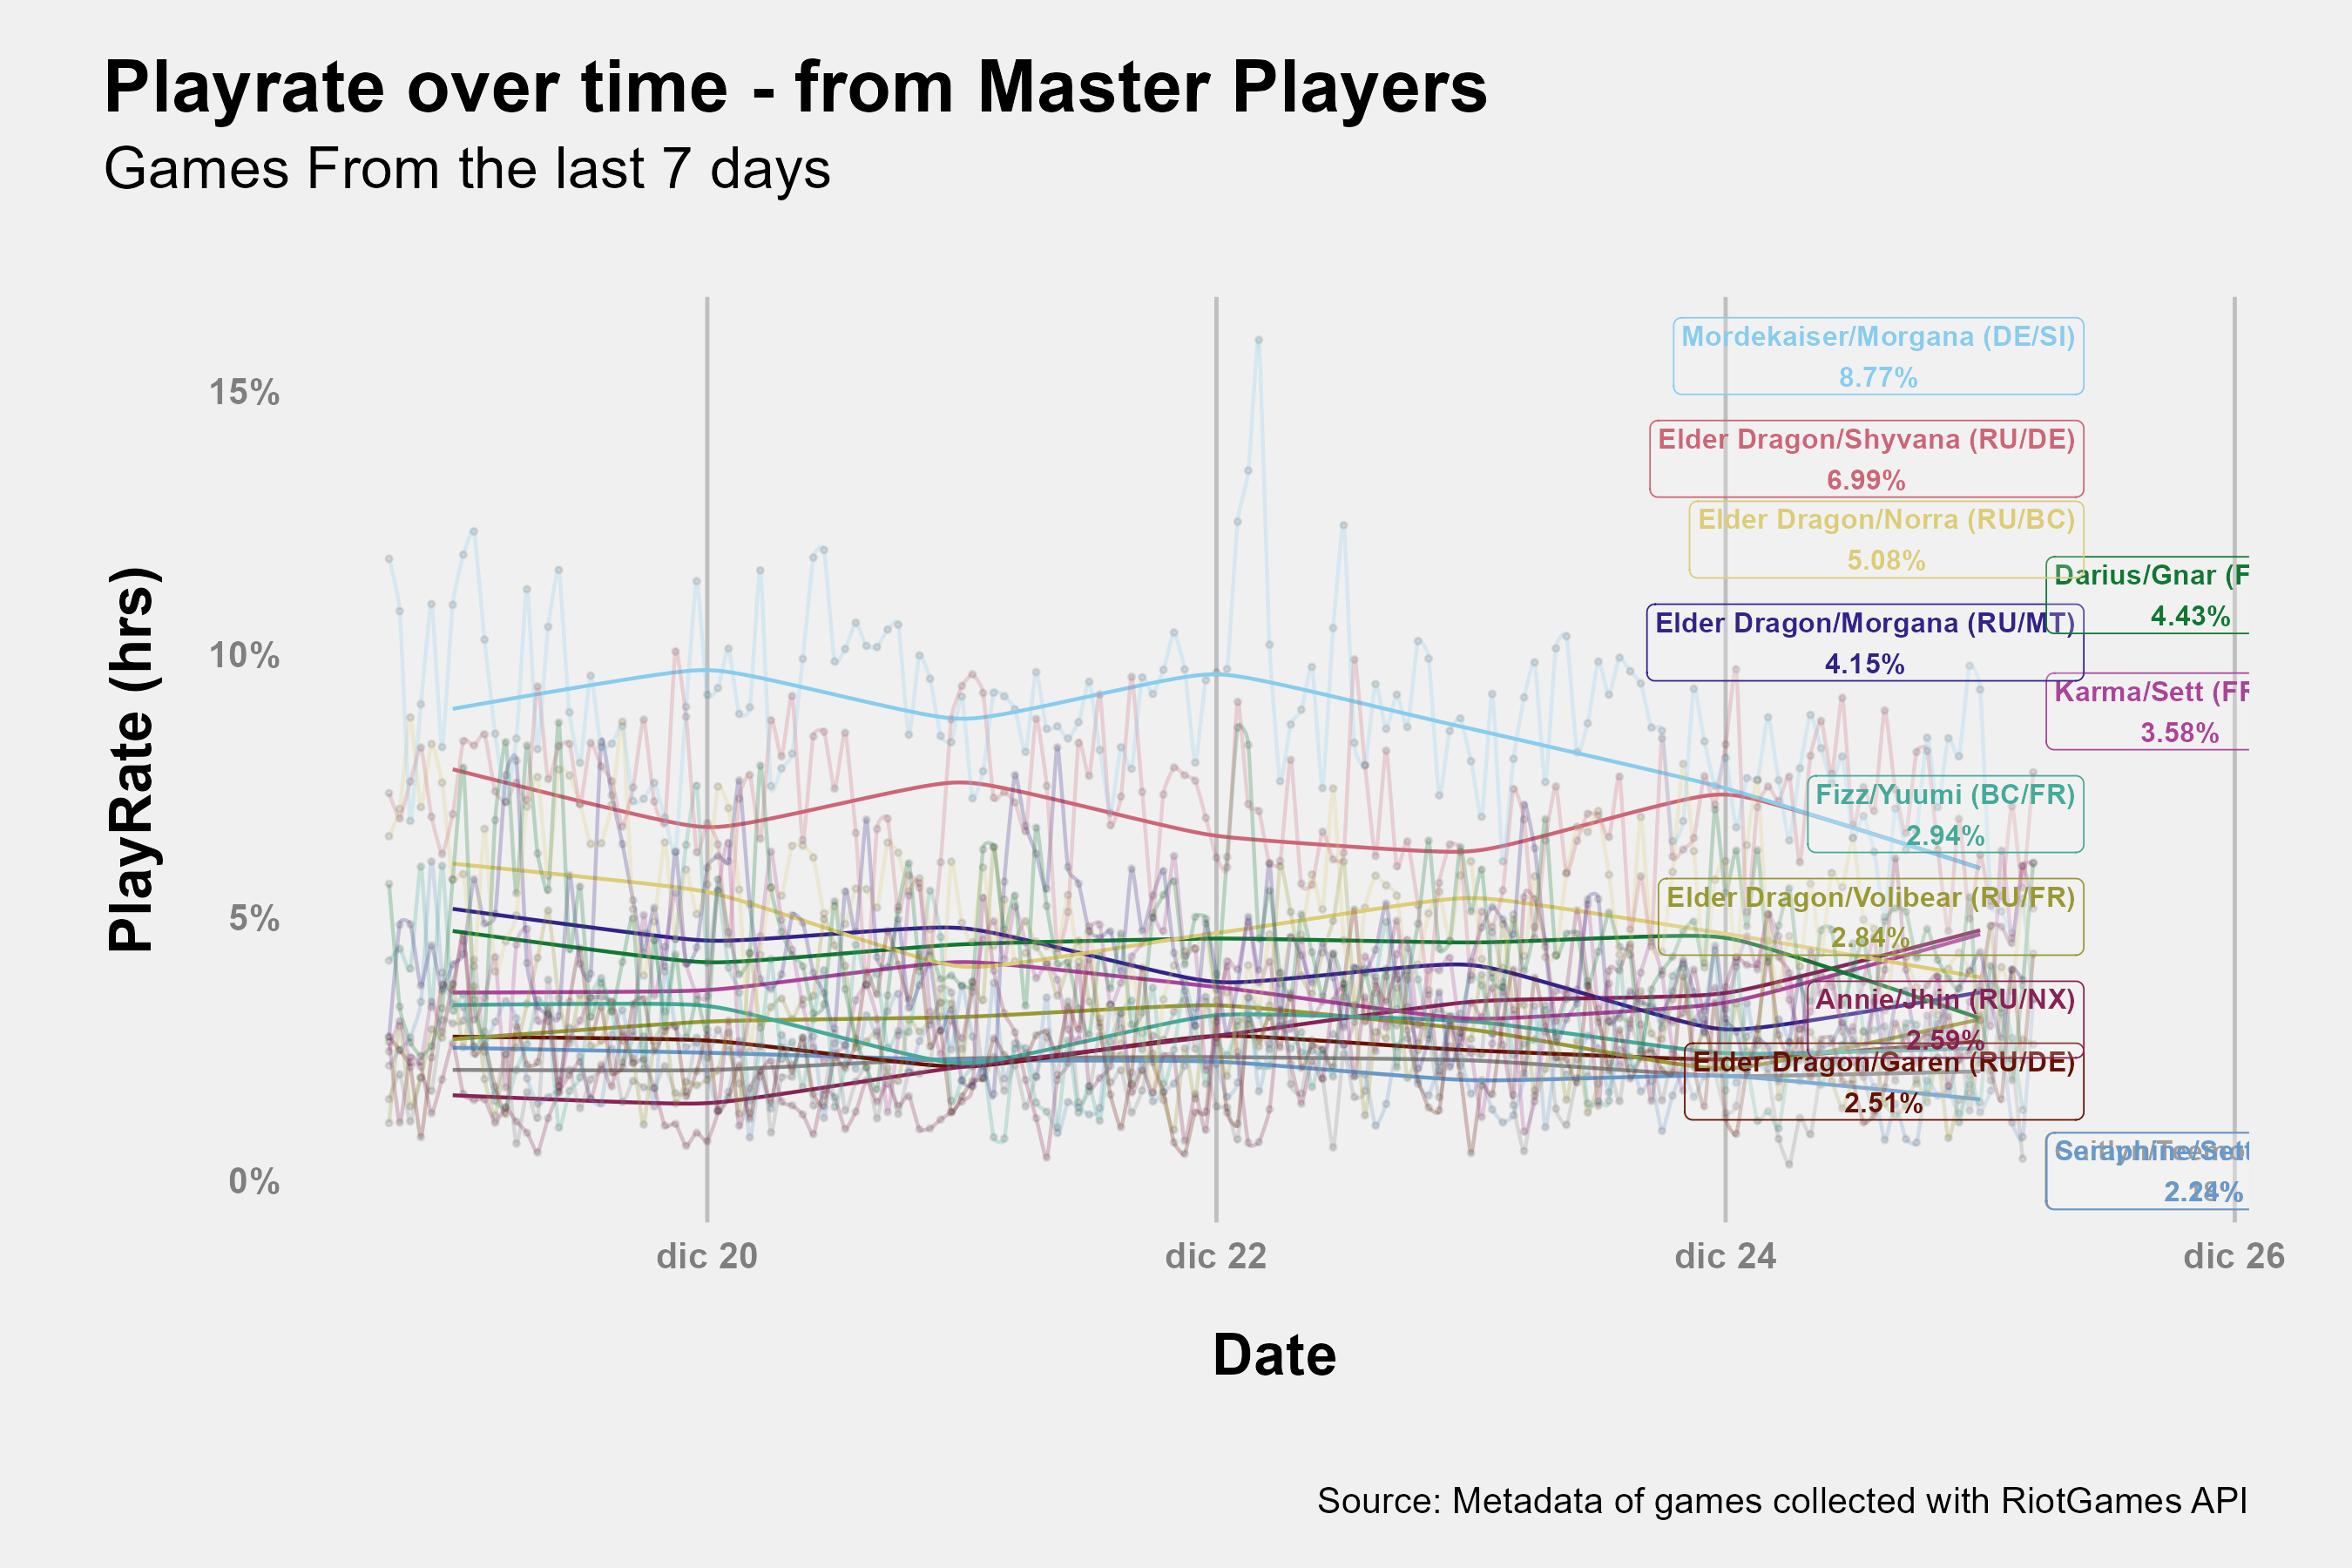 Playrate over time - from Master Players
Games From the last 7 days
PlayRate (hrs)
15%
10%
5%
0%
Mordekaiser/Morgana (DE/SI)
8.77%
Elder Dragon/Shyvana (RU/DE)
6.99%
Elder Dragon/Norra (RU/BC)
5.08%
Darius/Gnar (F
4.43%
Elder Dragon/Morgana (RU/MT)
4.15%
Karma/Sett (FR
3.58%
Fizz/Yuumi (BC/FR)
2.94%
Elder Dragon/Volibear (RU/FR)
2.84%
Annie/Jhin (RU/NX)
2.59%
Elder Dragon/Garen (RU/DE)
2.51%
Seraphine/Sett
dic 20
dic 22
dic 24
dic 26
Date
Source: Metadata of games collected with RiotGames API